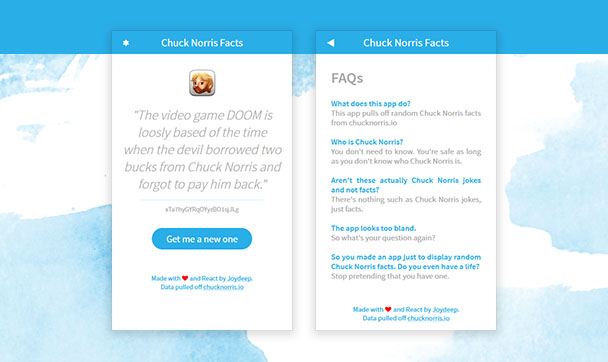 Chuck Norris Facts
"The video game DOOM is
loosly based of the time
when the devil borrowed two
bucks from Chuck Norris and
forgot to pay him back."
Get me a new one
Made with ❤ and React by Joydeep.
Data pulled off chucknorris.io
Chuck Norris Facts
FAQs
What does this app do?
This app pulls off random Chuck Norris facts
from chucknorris.io
Who is Chuck Norris?
You don't need to know. You're safe as long
as you don't know who Chuck Norris is.
Aren't these actually Chuck Norris jokes
and not facts?
There's nothing such as Chuck Norris jokes,
just facts.
The app looks too bland.
So what's your question again?
So you made an app just to display random
Chuck Norris facts. Do you even have a life?
Stop pretending that you have one.
Made with ❤ and React by Joydeep.
Data pulled off chucknorris.io